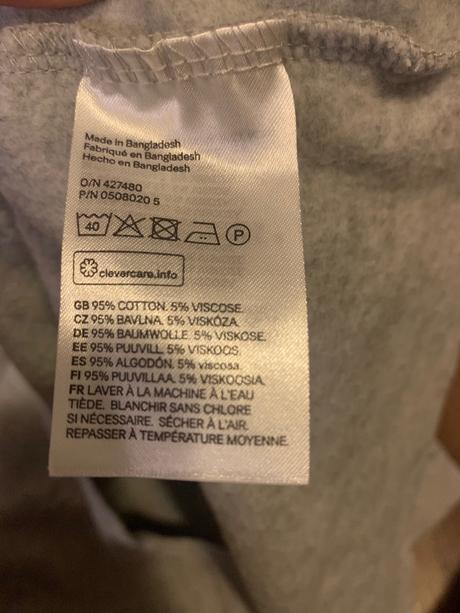 Made in Bangladesh
Fabriqué en Bangladesh
Hecho en Bangladesh
O/N 427480
P/N 0508020 5
40
P
clevercare.info
GB 95% COTTON. 5% VISCOSE.
CZ 95% BAVLNA. 5% VISKÓZA.
DE 95% BAUMWOLLE. 5% VISKOSE.
EE 95% PUUVILL. 5% VISKOOS.
ES 95% ALGODÓN. 5% viscosa.
FI 95% PUUVILLAA. 5% VISKOOSIA.
FR LAVER À LA MACHINE À L'EAU
TIÈDE. BLANCHIR SANS CHLORE
SI NÉCESSAIRE. SÉCHER À L'AIR.
REPASSER À TEMPÉRATURE MOYENNE.